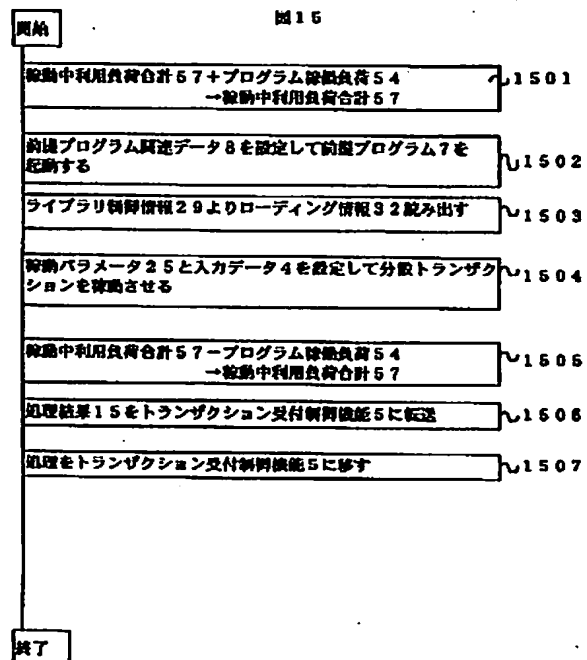 図15
開始
稼動中利用負荷合計57+プログラム稼働負荷54
→稼動中利用負荷合計57
1501
前提プログラム関連データ8を設定して前提プログラム7を
起動する
1502
ライブラリ制御情報29よりローディング情報32読み出す
1503
稼動パラメータ25と入力データ4を設定して分散トランザク
ションを稼動させる
1504
稼動中利用負荷合計57-プログラム稼働負荷54
→稼動中利用負荷合計57
1505
処理結果15をトランザクション受付制御機能5に転送
1506
処理をトランザクション受付制御機能5に移す
1507
終了